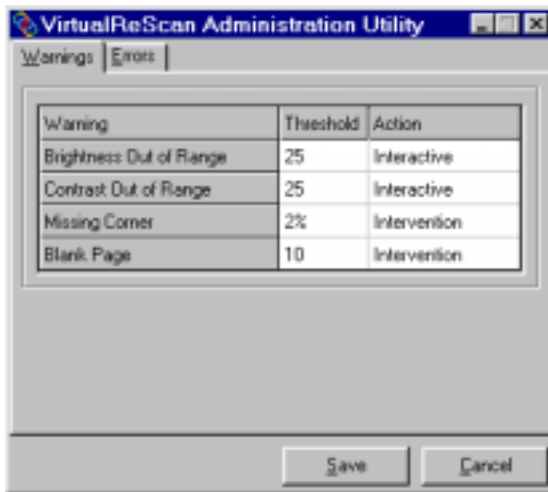 VirtualReScan Administration Utility
Warnings Errors
Warning Threshold Action
Brightness Out of Range 25 Interactive
Contrast Out of Range 25 Interactive
Missing Corner 2% Intervention
Blank Page 10 Intervention
Save Cancel